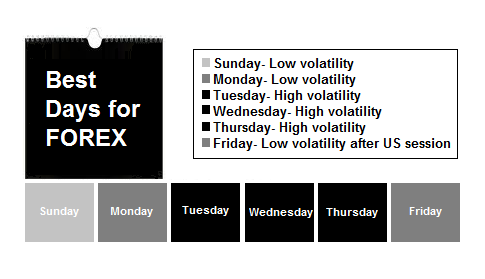 Best
Days for
FOREX
Sunday- Low volatility
Monday- Low volatility
Tuesday- High volatility
Wednesday- High volatility
Thursday- High volatility
Friday- Low volatility after US session
Sunday Monday Tuesday Wednesday Thursday Friday